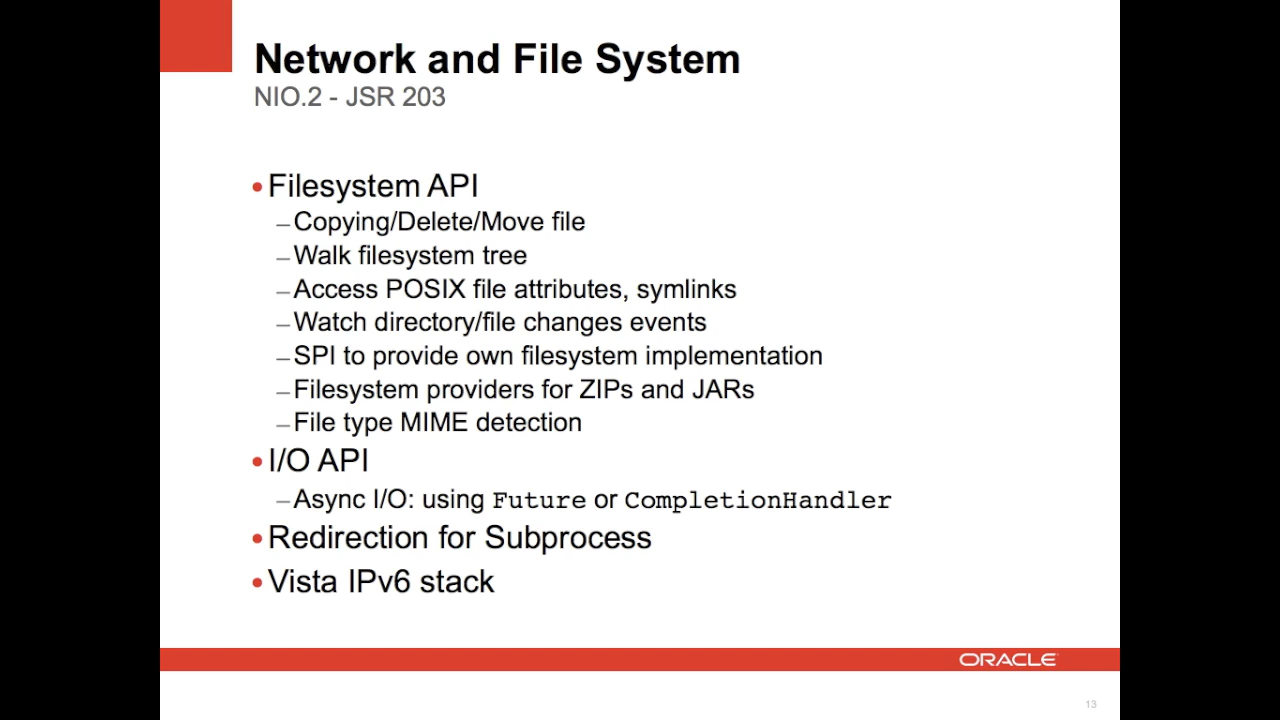 Network and File System
NIO.2 - JSR 203
• Filesystem API
– Copying/Delete/Move file
– Walk filesystem tree
– Access POSIX file attributes, symlinks
– Watch directory/file changes events
– SPI to provide own filesystem implementation
– Filesystem providers for ZIPs and JARs
– File type MIME detection
• I/O API
– Async I/O: using Future or CompletionHandler
• Redirection for Subprocess
• Vista IPv6 stack
ORACLE
13